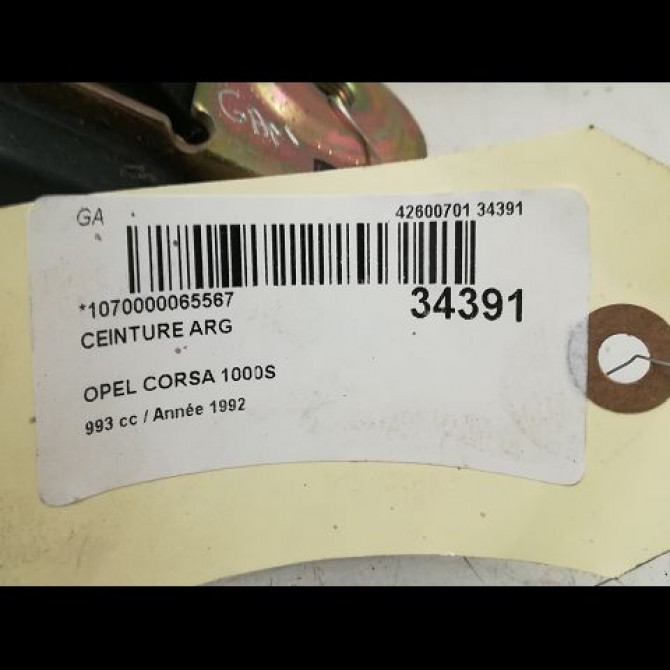 GA
42600701 34391
*1070000065567
34391
CEINTURE ARG
OPEL CORSA 1000S
993 cc / Année 1992